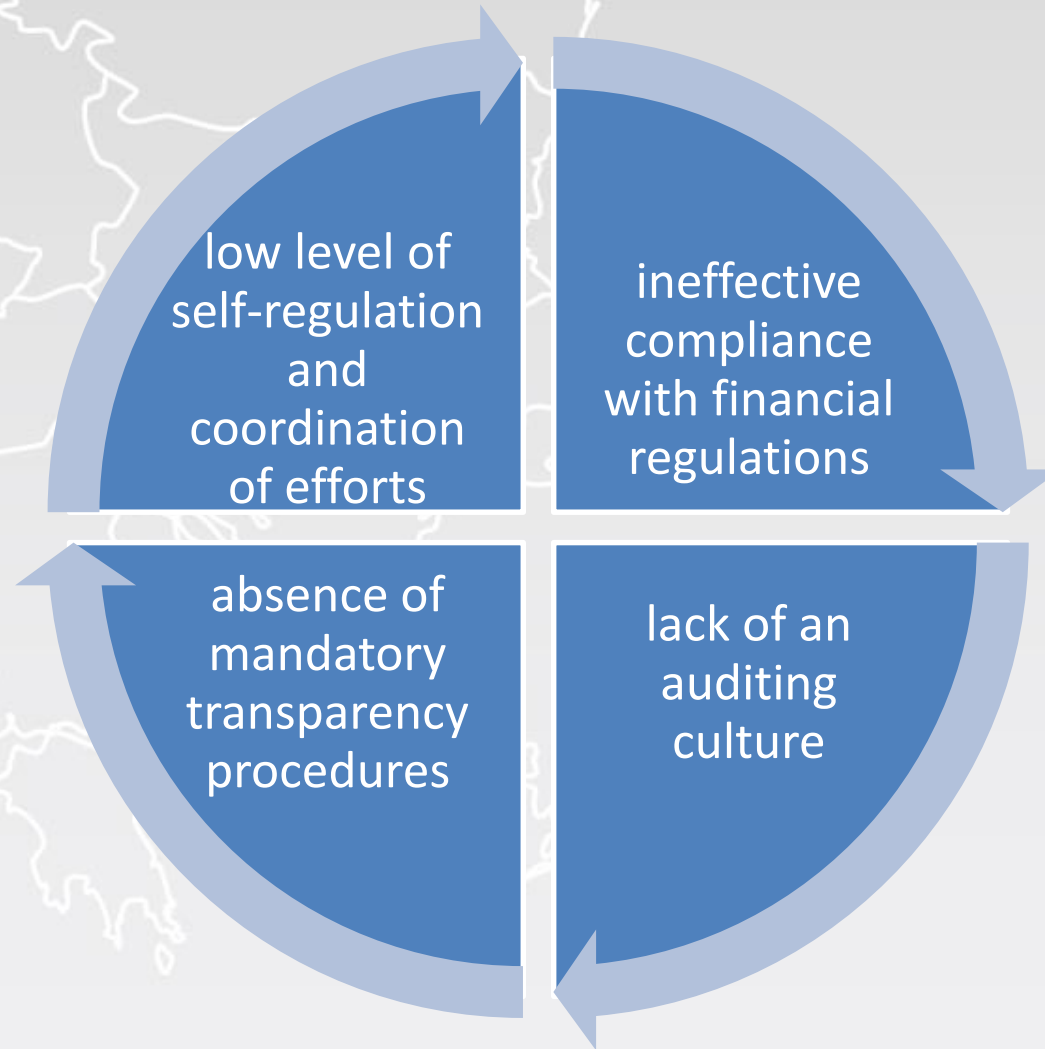 low level of
self-regulation
and
coordination
of efforts
ineffective
compliance
with financial
regulations
lack of an
auditing
culture
absence of
mandatory
transparency
procedures